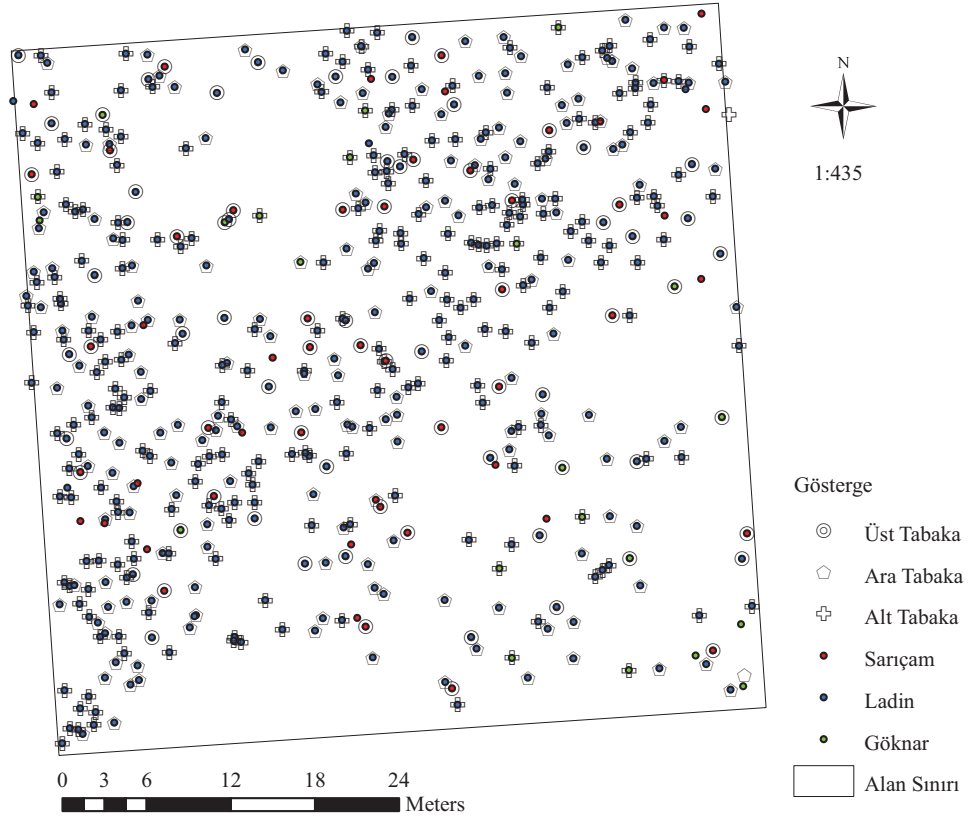 N
1:435
Gösterge
Üst Tabaka
Ara Tabaka
Alt Tabaka
Sarıçam
Ladin
Göknar
Alan Sınırı
0 3 6 12 18 24
Meters